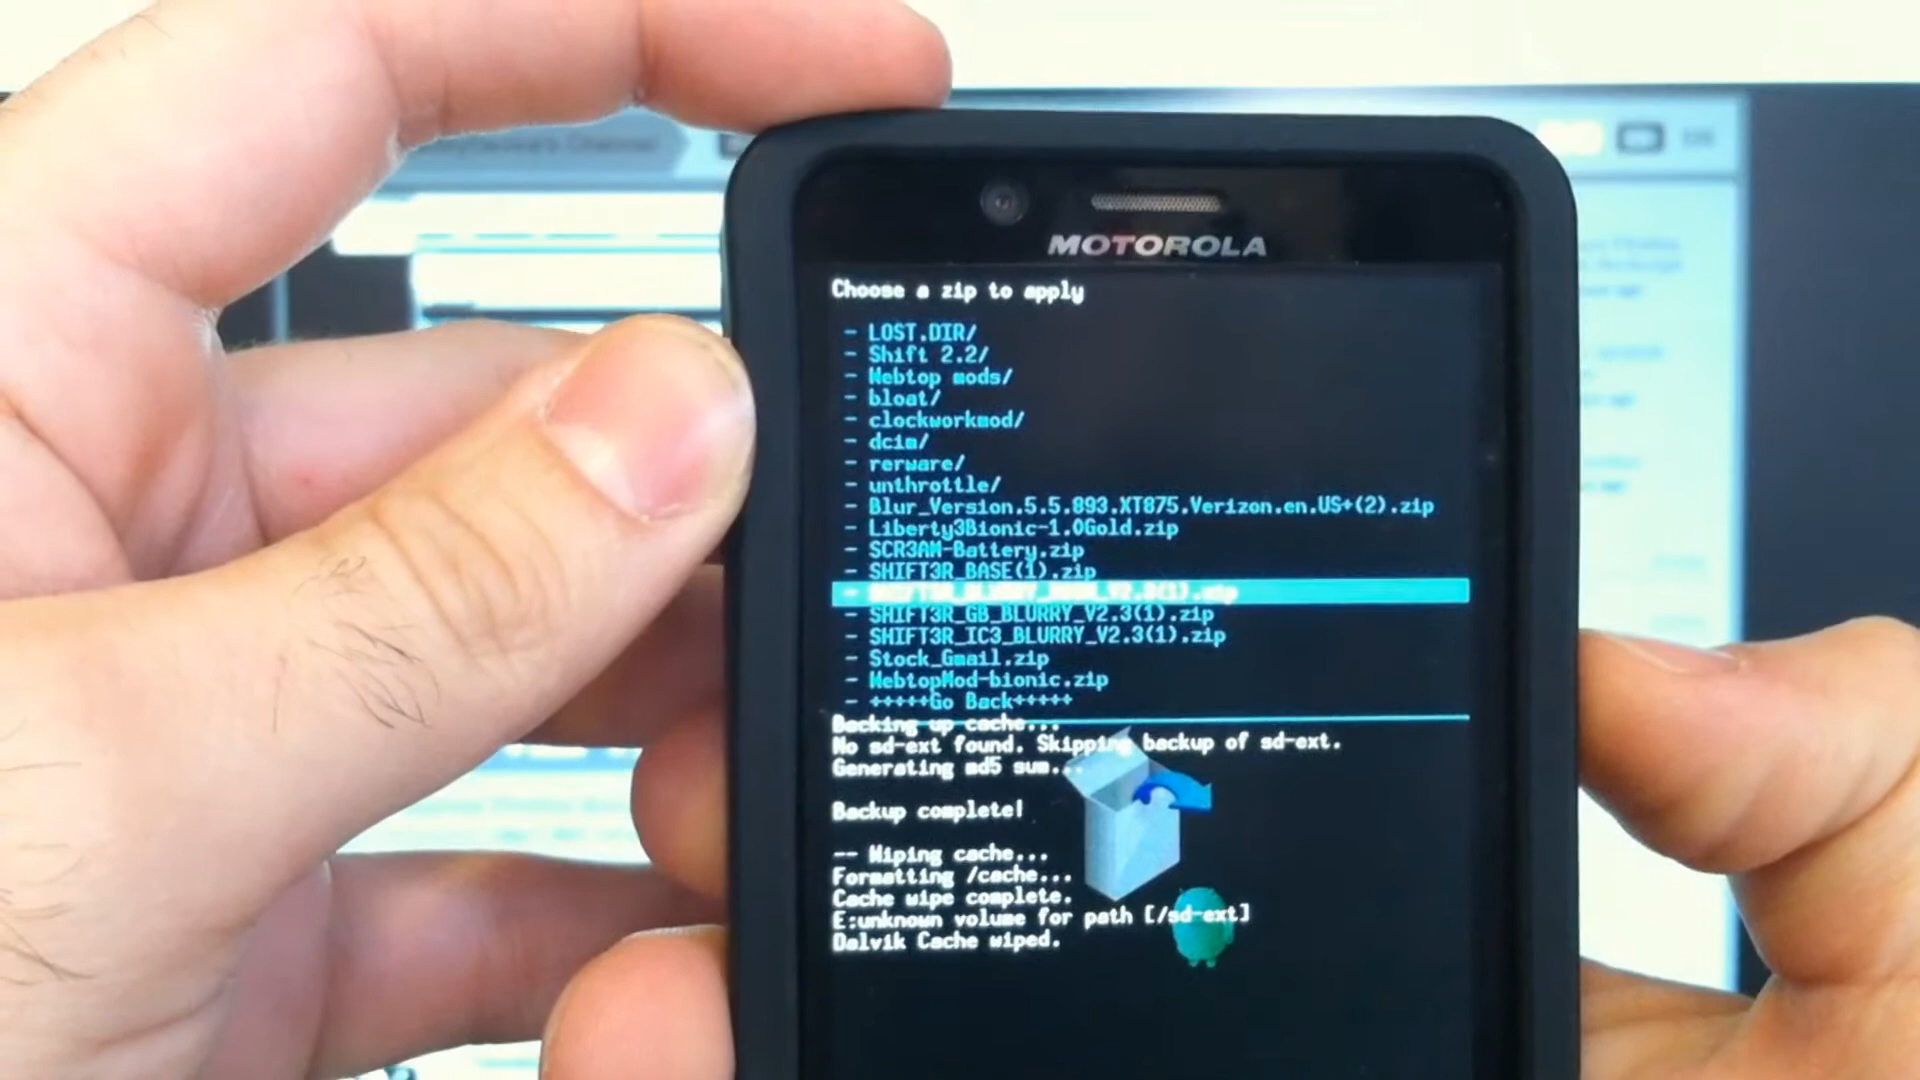 Channel
MOTOROLA
Choose a zip to apply
- LOST.DIR/
- Shift 2.2/
- Webtop mods/
- bloat/
- clockworkmod/
- dcim/
- rerware/
- unthrottle/
- Blur_Version.5.5.893.XT875.Verizon.en.US+(2).zip
- Liberty3Bionic-1.0Gold.zip
- SCR3AM-Battery.zip
- SHIFT3R_BASE(1).zip
- SHIFT3R_GB_BLURRY_V2.3(1).zip
- SHIFT3R_IC3_BLURRY_V2.3(1).zip
- Stock_Gmail.zip
- WebtopMod-bionic.zip
- +++++Go Back+++++
Backing up cache...
No sd-ext found. Skipping backup of sd-ext.
Generating md5 sum...
Backup complete!
-- Wiping cache...
Formatting /cache...
Cache wipe complete.
E:unknown volume for path [/sd-ext]
Dalvik Cache wiped.